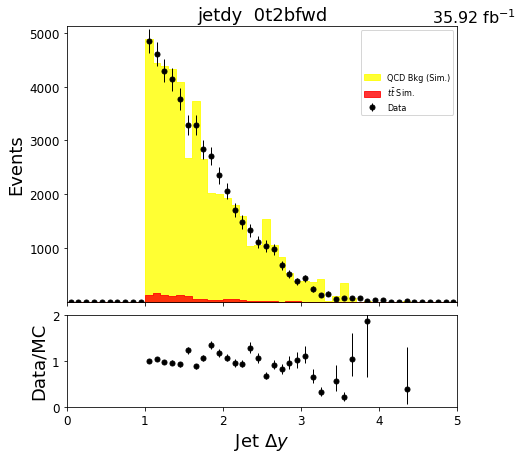 jetdy 0t2bfwd
35.92 fb⁻¹
5000
4000
3000
2000
1000
Events
QCD Bkg (Sim.)
tt̄ Sim.
Data
2
1
0
Data/MC
0 1 2 3 4 5
Jet Δy